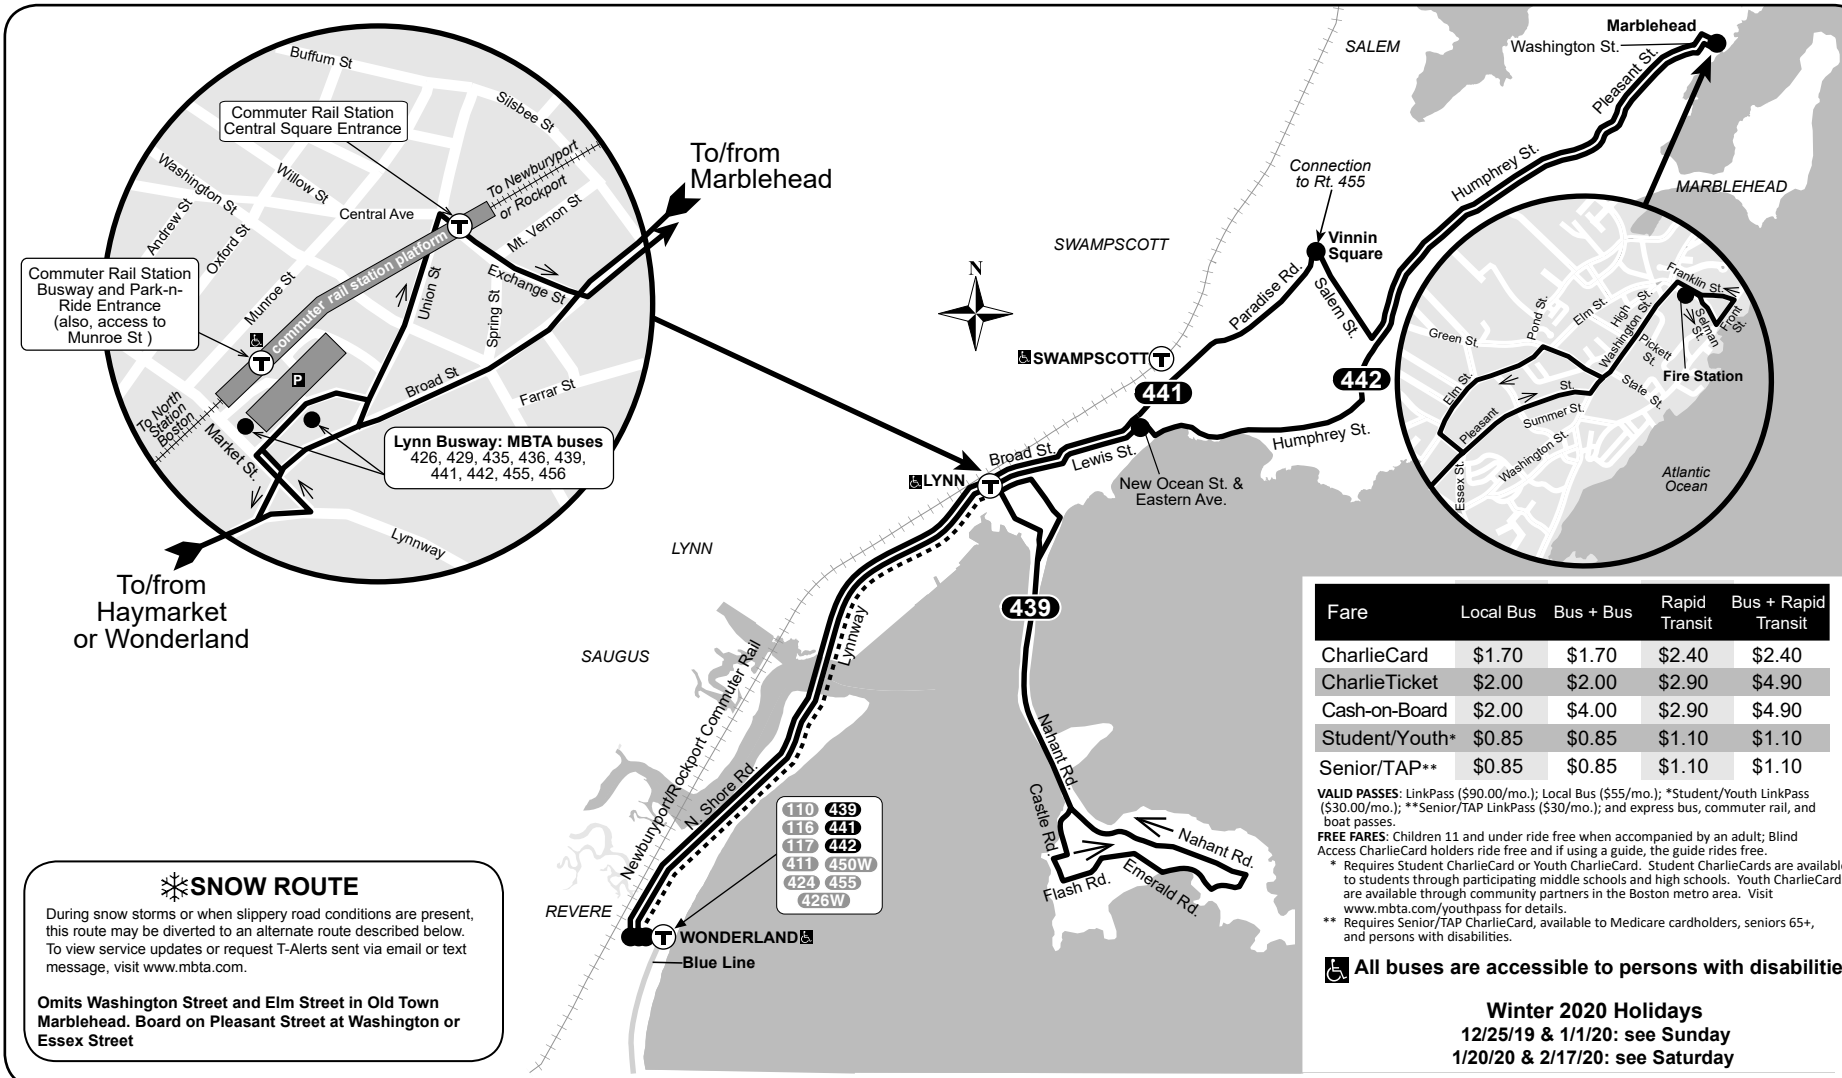 Buffum St
Silsbee St
Commuter Rail Station
Central Square Entrance
To/from
Marblehead
Washington St
Willow St
To Newburyport
or Rockport
Central Ave
Mt. Vernon St
Andrew St
Oxford St
Commuter Rail Station
Busway and Park-n-
Ride Entrance
(also, access to
Munroe St )
Munroe St
commuter rail station platform
T
T
Union St
Exchange St
Spring St
P
Broad St
Farrar St
To North
Station
Boston
Market St.
Lynn Busway: MBTA buses
426, 429, 435, 436, 439,
441, 442, 455, 456
Lynnway
To/from
Haymarket
or Wonderland
SALEM
Marblehead
Washington St.
Pleasant St.
Connection
to Rt. 455
Humphrey St.
MARBLEHEAD
SWAMPSCOTT
Vinnin
Square
N
Paradise Rd.
Salem St.
SWAMPSCOTT
T
441
442
Humphrey St.
Broad St.
Lewis St.
New Ocean St. &
Eastern Ave.
LYNN
T
LYNN
439
Franklin St.
Pond St.
Elm St.
High St.
Washington St.
Selman St.
Front St.
Green St.
Pickett St.
Fire Station
State St.
Elm St.
St.
Pleasant
Summer St.
Washington St.
Essex St.
Atlantic
Ocean
SAUGUS
Lynnway
Newburyport/Rockport Commuter Rail
N. Shore Rd.
Nahant Rd.
Castle Rd.
Nahant Rd.
Flash Rd.
Emerald Rd.
110 439
116 441
117 442
411 450W
424 455
426W
REVERE
T
WONDERLAND
Blue Line
SNOW ROUTE
During snow storms or when slippery road conditions are present,
this route may be diverted to an alternate route described below.
To view service updates or request T-Alerts sent via email or text
message, visit www.mbta.com.
Omits Washington Street and Elm Street in Old Town
Marblehead. Board on Pleasant Street at Washington or
Essex Street
Fare Local Bus Bus + Bus Rapid Transit Bus + Rapid Transit
CharlieCard $1.70 $1.70 $2.40 $2.40
CharlieTicket $2.00 $2.00 $2.90 $4.90
Cash-on-Board $2.00 $4.00 $2.90 $4.90
Student/Youth* $0.85 $0.85 $1.10 $1.10
Senior/TAP** $0.85 $0.85 $1.10 $1.10
VALID PASSES: LinkPass ($90.00/mo.); Local Bus ($55/mo.); *Student/Youth LinkPass
($30.00/mo.); **Senior/TAP LinkPass ($30/mo.); and express bus, commuter rail, and
boat passes.
FREE FARES: Children 11 and under ride free when accompanied by an adult; Blind
Access CharlieCard holders ride free and if using a guide, the guide rides free.
* Requires Student CharlieCard or Youth CharlieCard. Student CharlieCards are available
to students through participating middle schools and high schools. Youth CharlieCard
are available through community partners in the Boston metro area. Visit
www.mbta.com/youthpass for details.
** Requires Senior/TAP CharlieCard, available to Medicare cardholders, seniors 65+,
and persons with disabilities.
All buses are accessible to persons with disabilitie
Winter 2020 Holidays
12/25/19 & 1/1/20: see Sunday
1/20/20 & 2/17/20: see Saturday